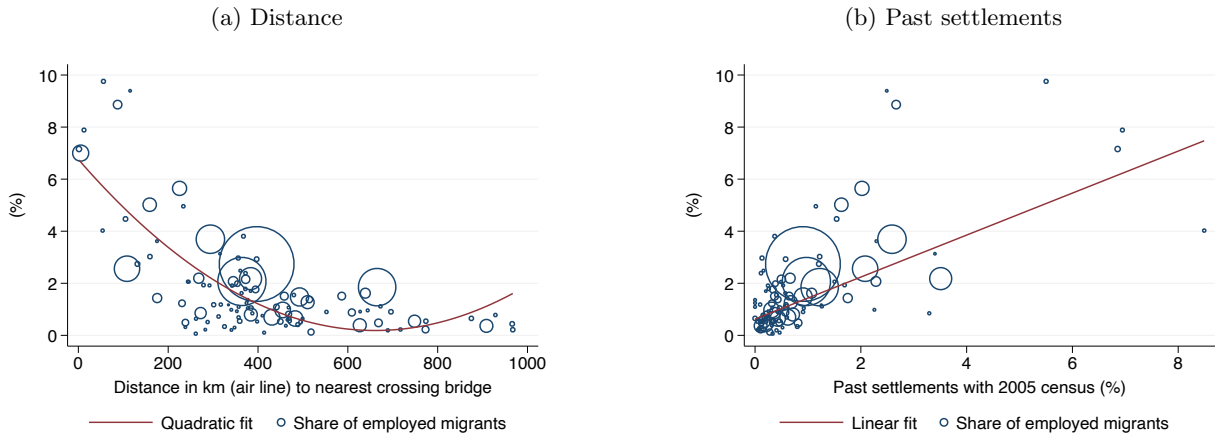 (a) Distance
(%)
10
8
6
4
2
0
0 200 400 600 800 1000
Distance in km (air line) to nearest crossing bridge
Quadratic fit Share of employed migrants
(b) Past settlements
(%)
10
8
6
4
2
0
0 2 4 6 8
Past settlements with 2005 census (%)
Linear fit Share of employed migrants